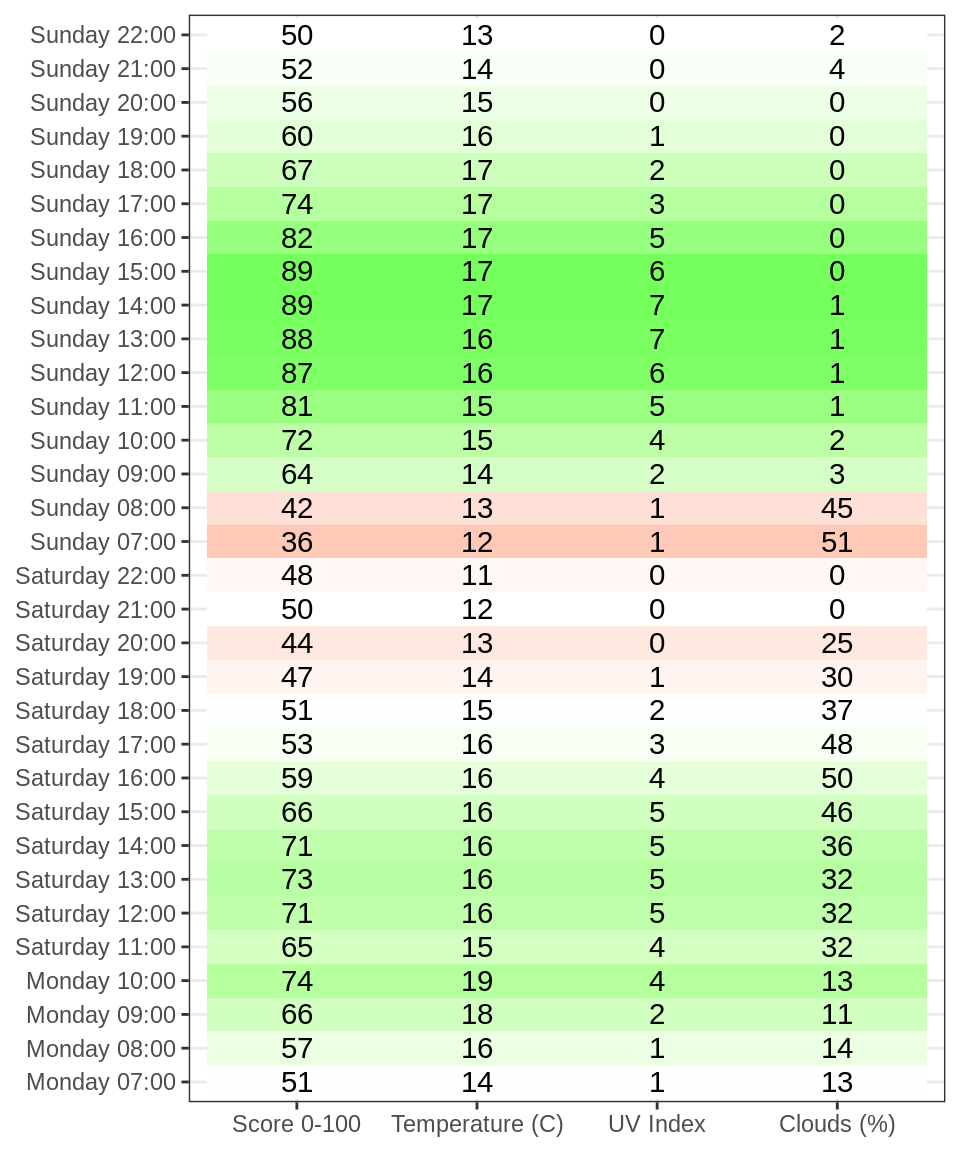 Sunday 22:00 50 13 0 2
Sunday 21:00 52 14 0 4
Sunday 20:00 56 15 0 0
Sunday 19:00 60 16 1 0
Sunday 18:00 67 17 2 0
Sunday 17:00 74 17 3 0
Sunday 16:00 82 17 5 0
Sunday 15:00 89 17 6 0
Sunday 14:00 89 17 7 1
Sunday 13:00 88 16 7 1
Sunday 12:00 87 16 6 1
Sunday 11:00 81 15 5 1
Sunday 10:00 72 15 4 2
Sunday 09:00 64 14 2 3
Sunday 08:00 42 13 1 45
Sunday 07:00 36 12 1 51
Saturday 22:00 48 11 0 0
Saturday 21:00 50 12 0 0
Saturday 20:00 44 13 0 25
Saturday 19:00 47 14 1 30
Saturday 18:00 51 15 2 37
Saturday 17:00 53 16 3 48
Saturday 16:00 59 16 4 50
Saturday 15:00 66 16 5 46
Saturday 14:00 71 16 5 36
Saturday 13:00 73 16 5 32
Saturday 12:00 71 16 5 32
Saturday 11:00 65 15 4 32
Monday 10:00 74 19 4 13
Monday 09:00 66 18 2 11
Monday 08:00 57 16 1 14
Monday 07:00 51 14 1 13
Score 0-100 Temperature (C) UV Index Clouds (%)